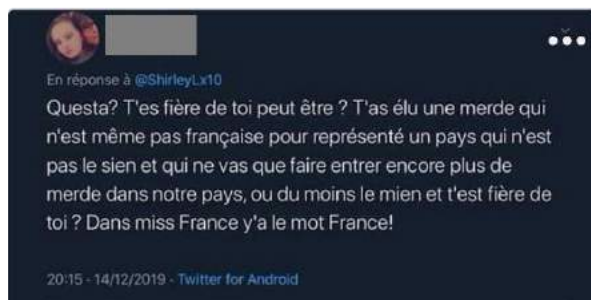 En réponse à @ShirleyLx10
Questa? T'es fière de toi peut être ? T'as élu une merde qui
n'est même pas française pour représenté un pays qui n'est
pas le sien et qui ne vas que faire entrer encore plus de
merde dans notre pays, ou du moins le mien et t'est fière de
toi ? Dans miss France y'a le mot France!
20:15 - 14/12/2019 - Twitter for Android